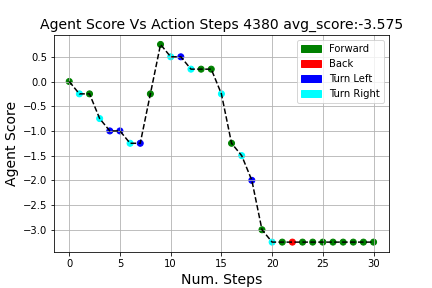 Agent Score Vs Action Steps 4380 avg_score:-3.575
Forward
Back
Turn Left
Turn Right
Agent Score
0.5
0.0
−0.5
−1.0
−1.5
−2.0
−2.5
−3.0
0 5 10 15 20 25 30
Num. Steps